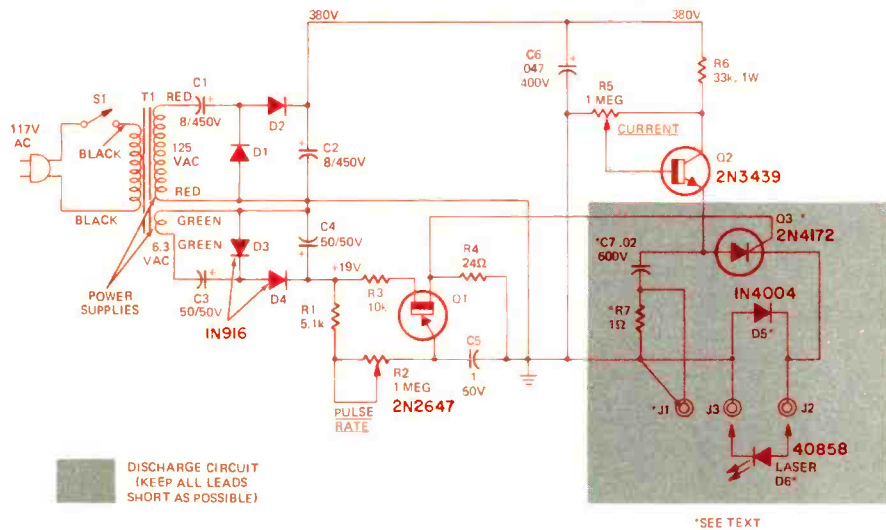 380V
380V
C6
.047
400V
R6
33k, 1W
R5
1 MEG
CURRENT
Q2
2N3439
S1
117V
AC
BLACK
BLACK
T1
RED
C1
8/450V
D2
125
VAC
D1
C2
8/450V
RED
GREEN
GREEN
6.3
VAC
D3
C4
50/50V
POWER
SUPPLIES
C3
50/50V
D4
1N916
+19V
R1
5.1k
R3
10k
R4
24Ω
Q1
R2
1 MEG
PULSE
RATE
2N2647
C5
1
50V
Q3 *
2N4172
*C7 .02
600V
*R7
1Ω
1N4004
D5*
*J1
J3
J2
40858
LASER
D6*
DISCHARGE CIRCUIT
(KEEP ALL LEADS
SHORT AS POSSIBLE)
*SEE TEXT